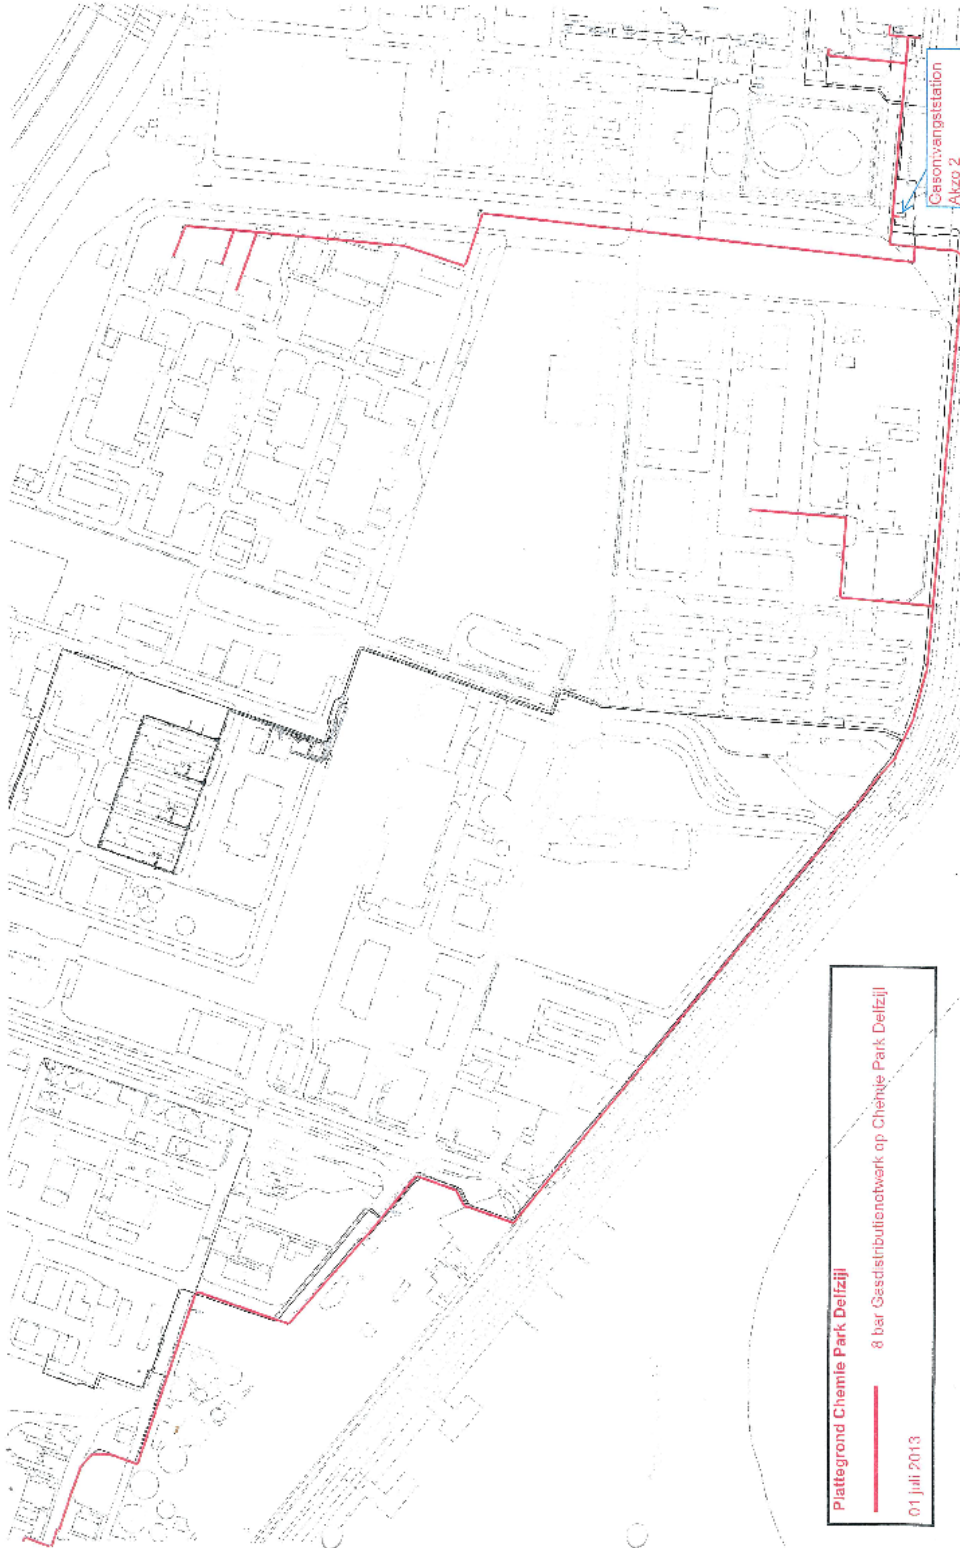 Plattegrond Chemie Park Delfzijl
8 bar Gasdistributienetwerk op Chemie Park Delfzijl
01 juli 2013
Gasontvangststation
Akzo 2